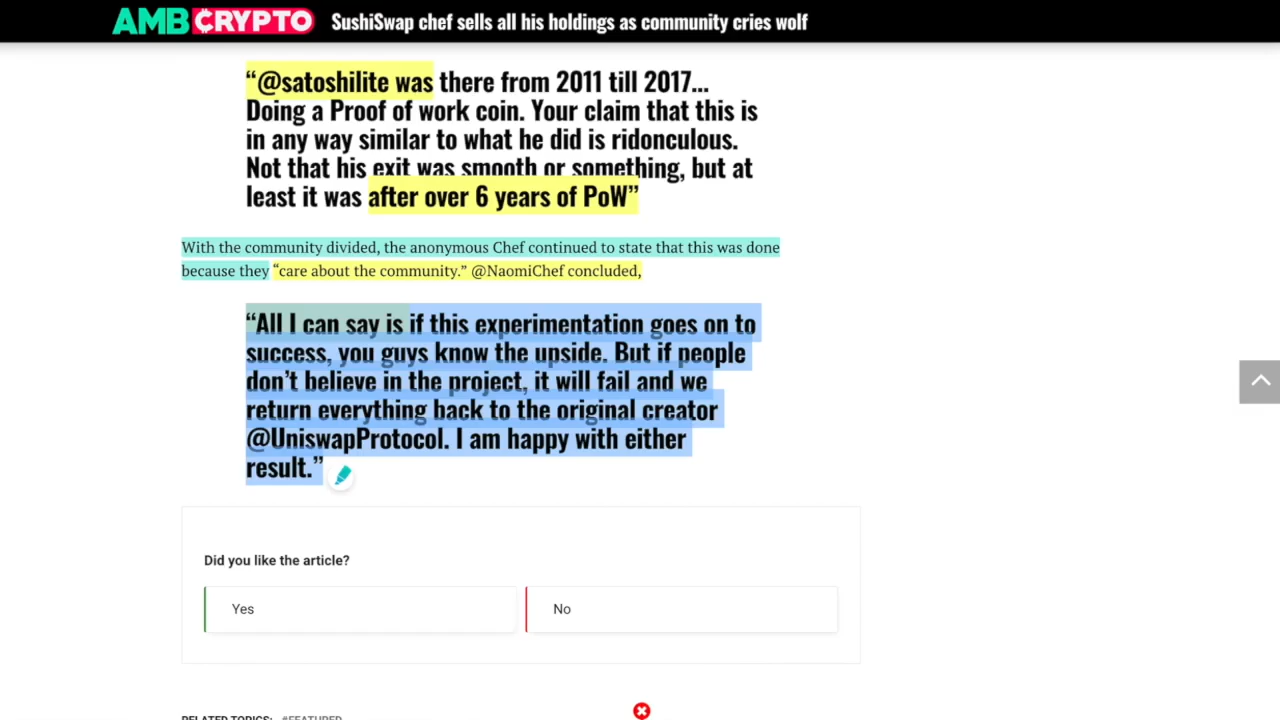 AMBCRYPTO SushiSwap chef sells all his holdings as community cries wolf
“@satoshilite was there from 2011 till 2017...
Doing a Proof of work coin. Your claim that this is
in any way similar to what he did is ridonculous.
Not that his exit was smooth or something, but at
least it was after over 6 years of PoW”
With the community divided, the anonymous Chef continued to state that this was done
because they “care about the community.” @NaomiChef concluded,
“All I can say is if this experimentation goes on to
success, you guys know the upside. But if people
don’t believe in the project, it will fail and we
return everything back to the original creator
@UniswapProtocol. I am happy with either
result.”
Did you like the article?
Yes No
RELATED TOPICS: #FEATURED